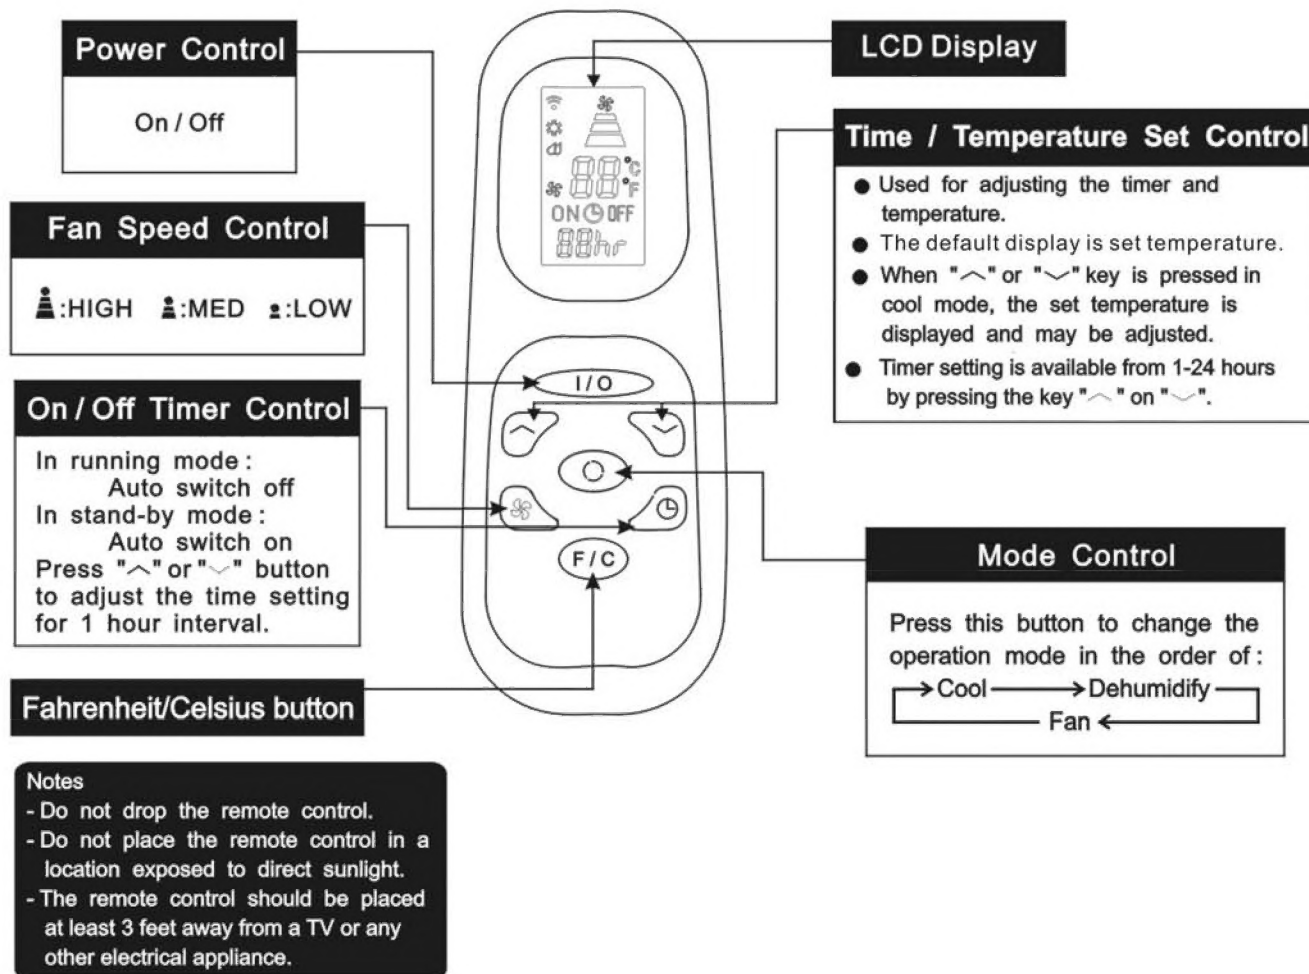 Power Control
On / Off
Fan Speed Control
:HIGH :MED :LOW
On / Off Timer Control
In running mode :
Auto switch off
In stand-by mode :
Auto switch on
Press "︿" or "﹀" button
to adjust the time setting
for 1 hour interval.
Fahrenheit/Celsius button
Notes
- Do not drop the remote control.
- Do not place the remote control in a
location exposed to direct sunlight.
- The remote control should be placed
at least 3 feet away from a TV or any
other electrical appliance.
88 °C
°F
ON OFF
88hr
I / O
F / C
LCD Display
Time / Temperature Set Control
● Used for adjusting the timer and
temperature.
● The default display is set temperature.
● When "︿" or "﹀" key is pressed in
cool mode, the set temperature is
displayed and may be adjusted.
● Timer setting is available from 1-24 hours
by pressing the key "︿" on "﹀".
Mode Control
Press this button to change the
operation mode in the order of :
Cool → Dehumidify
Fan